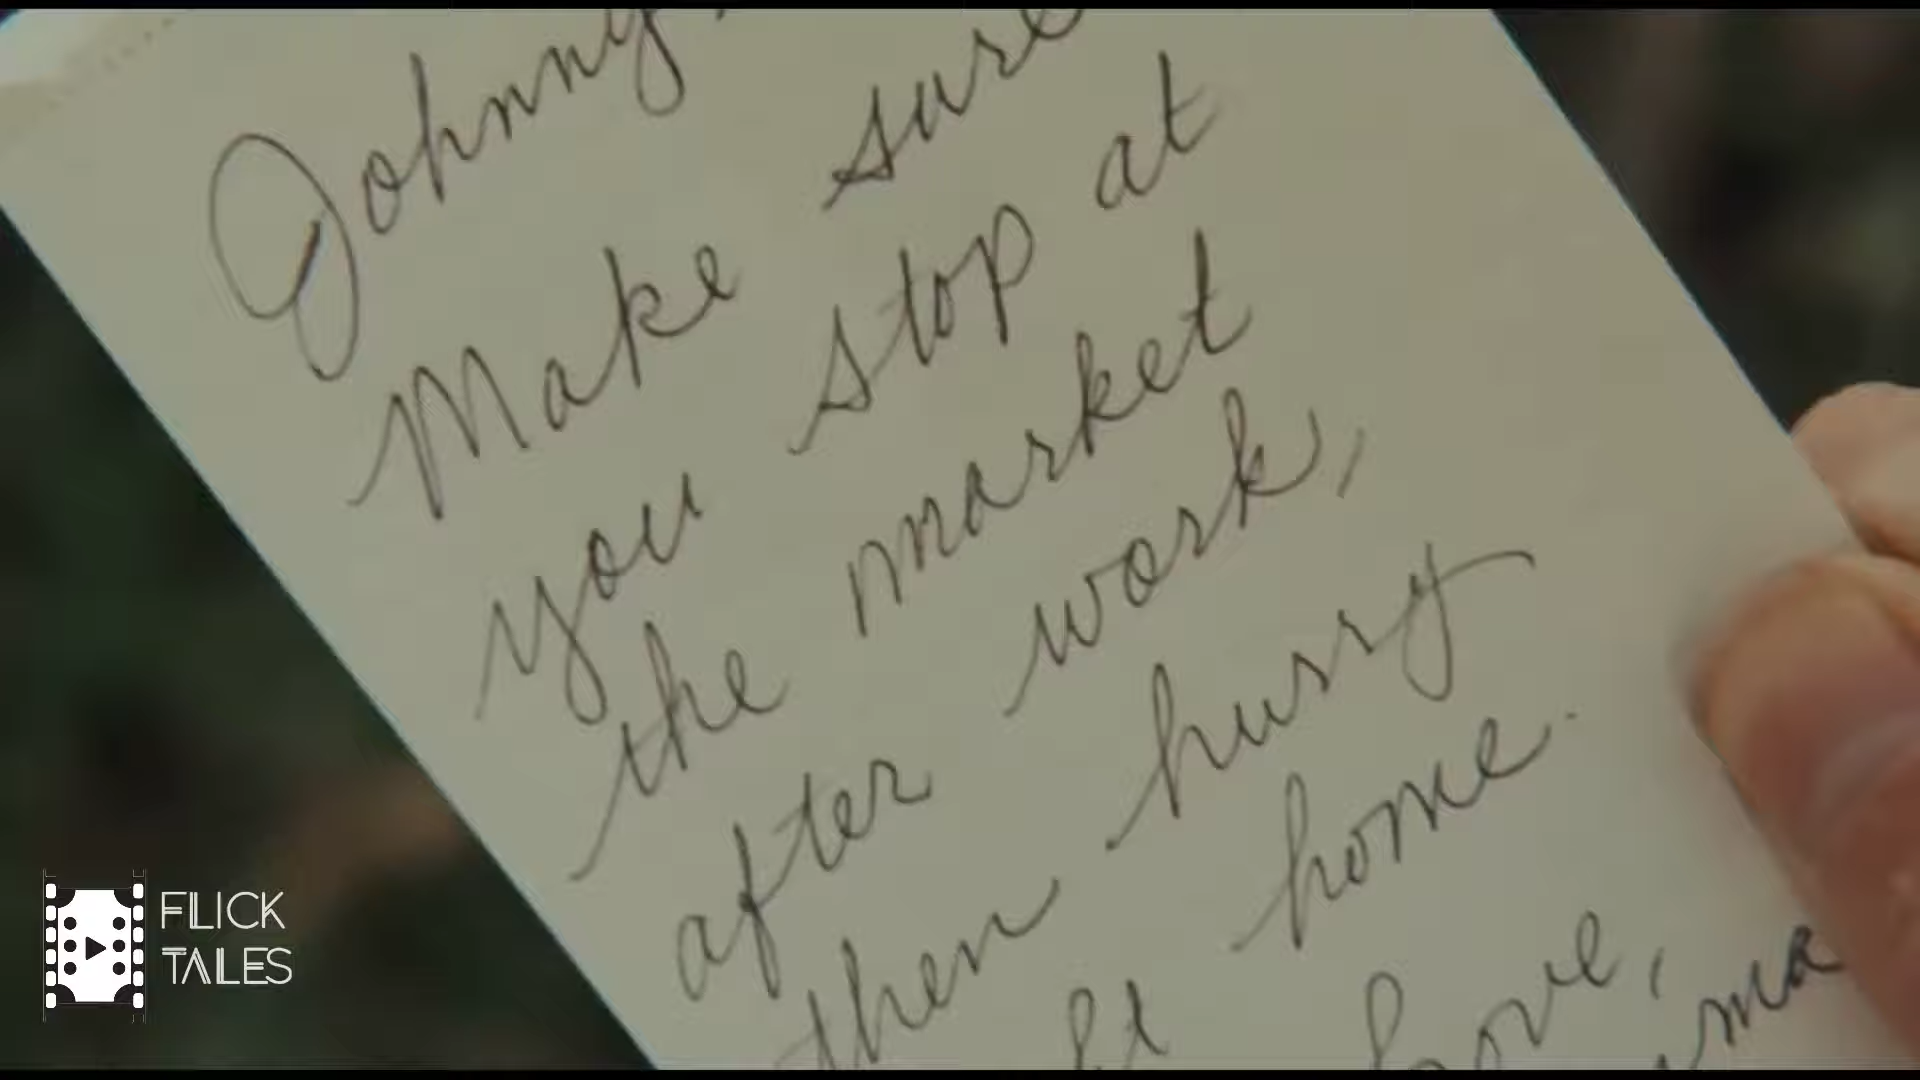 Johnny.
Make sure
you stop at
the market
after work,
then hurry
home.
Love,
FLICK
TALES